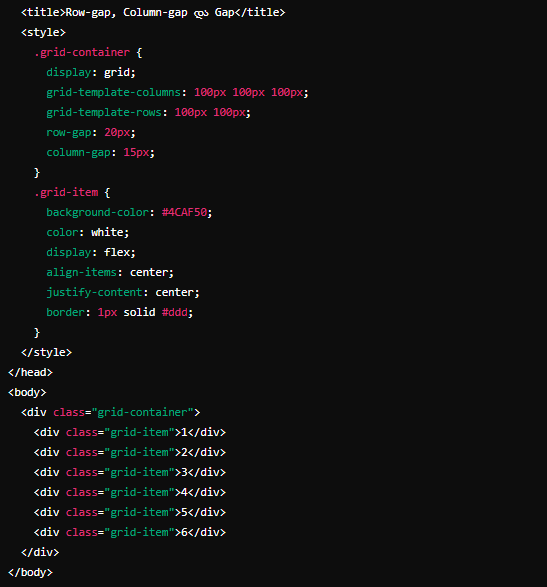 <title>Row-gap, Column-gap და Gap</title>
<style>
.grid-container {
display: grid;
grid-template-columns: 100px 100px 100px;
grid-template-rows: 100px 100px;
row-gap: 20px;
column-gap: 15px;
}
.grid-item {
background-color: #4CAF50;
color: white;
display: flex;
align-items: center;
justify-content: center;
border: 1px solid #ddd;
}
</style>
</head>
<body>
<div class="grid-container">
<div class="grid-item">1</div>
<div class="grid-item">2</div>
<div class="grid-item">3</div>
<div class="grid-item">4</div>
<div class="grid-item">5</div>
<div class="grid-item">6</div>
</div>
</body>